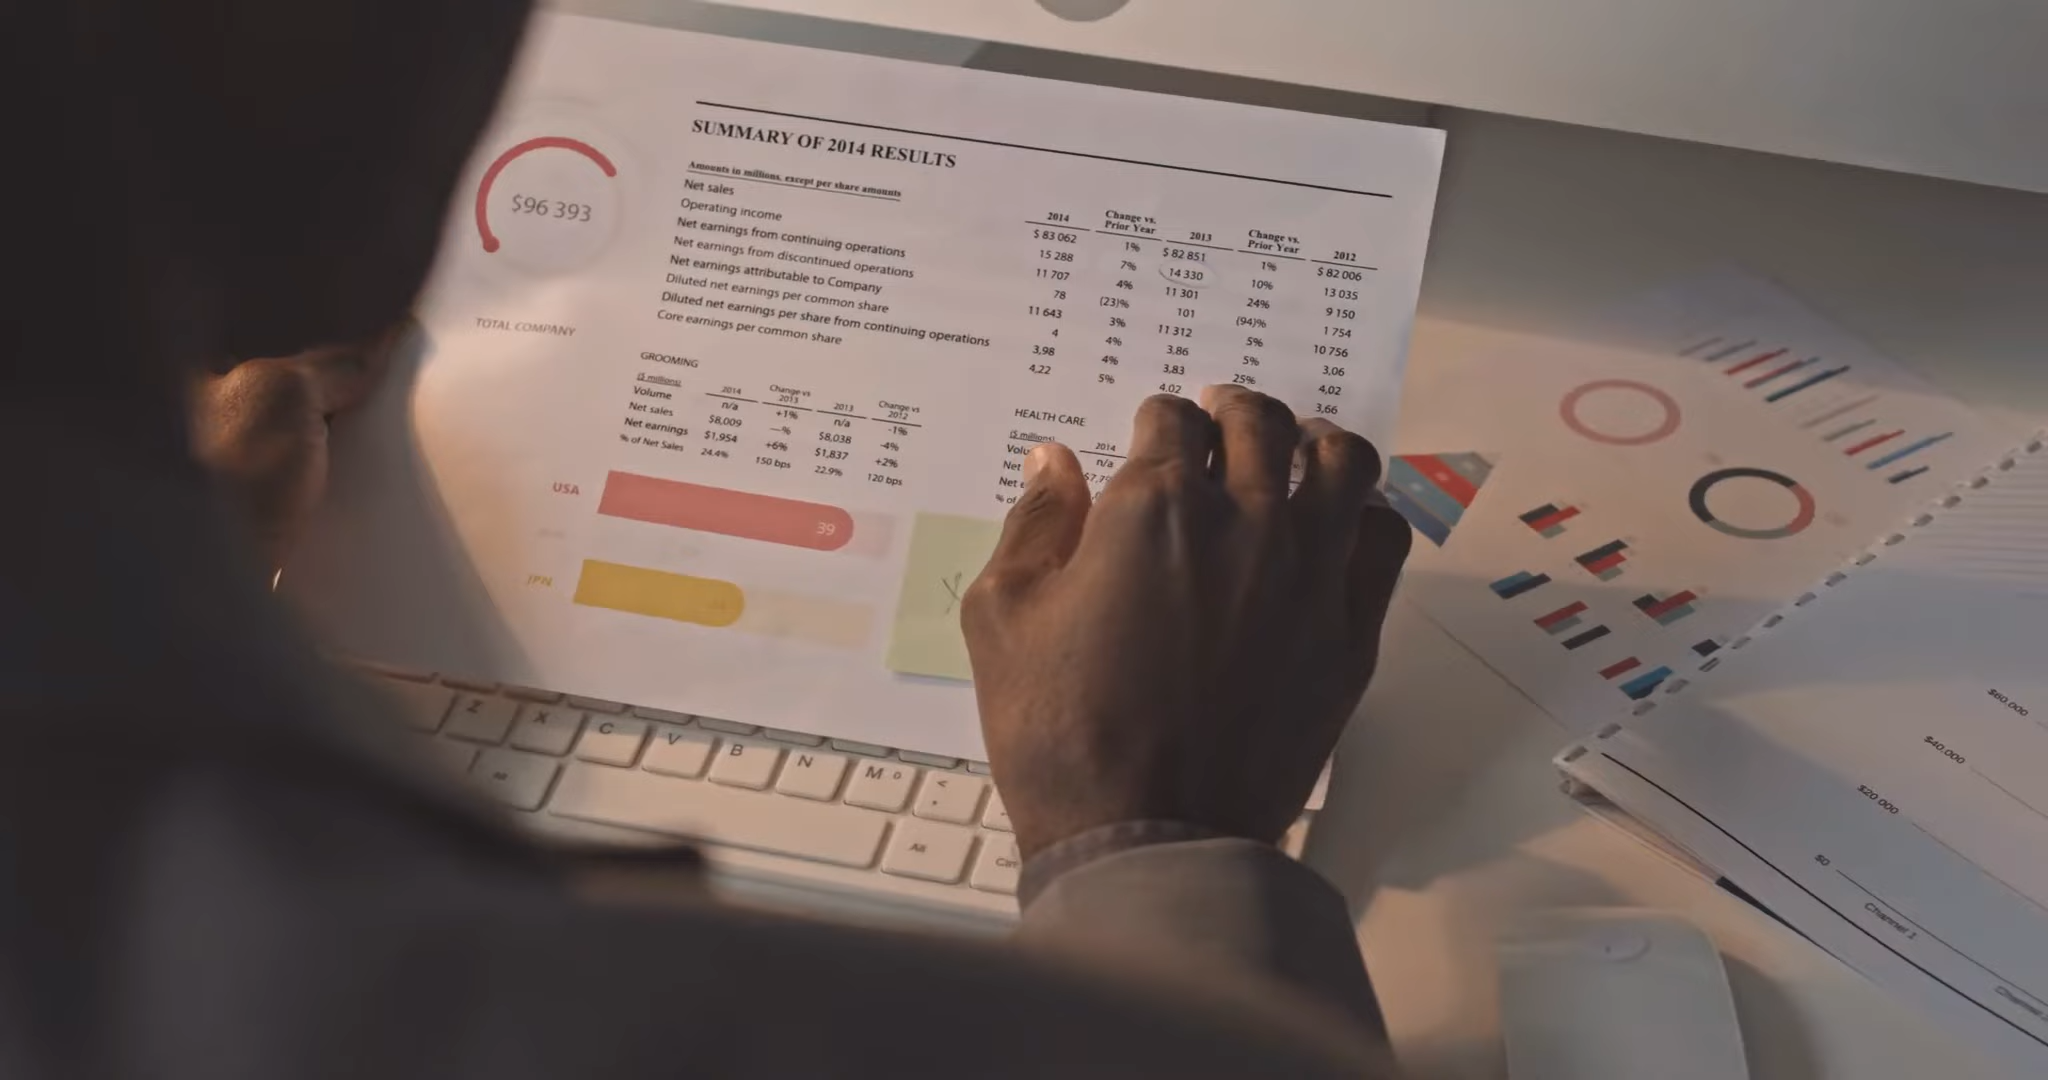 SUMMARY OF 2014 RESULTS
Amounts in millions, except per share amounts
2014 Change vs. Prior Year 2013 Change vs. Prior Year 2012
Net sales $ 83 062 1% $ 82 851 1% $ 82 006
Operating income 15 288 7% 14 330 10% 13 035
Net earnings from continuing operations 11 707 4% 11 301 24% 9 150
Net earnings from discontinued operations 78 (23)% 101 (94)% 1 754
Net earnings attributable to Company 11 643 3% 11 312 5% 10 756
Diluted net earnings per common share 4 4% 3,86 5% 3,06
Diluted net earnings per share from continuing operations 3,98 4% 3,83 25% 4,02
Core earnings per common share 4,22 5% 4,02 3,66
$96 393
TOTAL COMPANY
GROOMING
($ millions) 2014 Change vs 2013 2013 Change vs 2012
Volume n/a +1% n/a -1%
Net sales $8,009 —% $8,038 -4%
Net earnings $1,954 +6% $1,837 +2%
% of Net Sales 24.4% 150 bps 22.9% 120 bps
HEALTH CARE
($ millions) 2014
n/a
Net
% of
USA 39
JPN
Z X C V B N M 0 <
,
Alt Alt
$60,000
$40,000
$20 000
$0
Channel 1